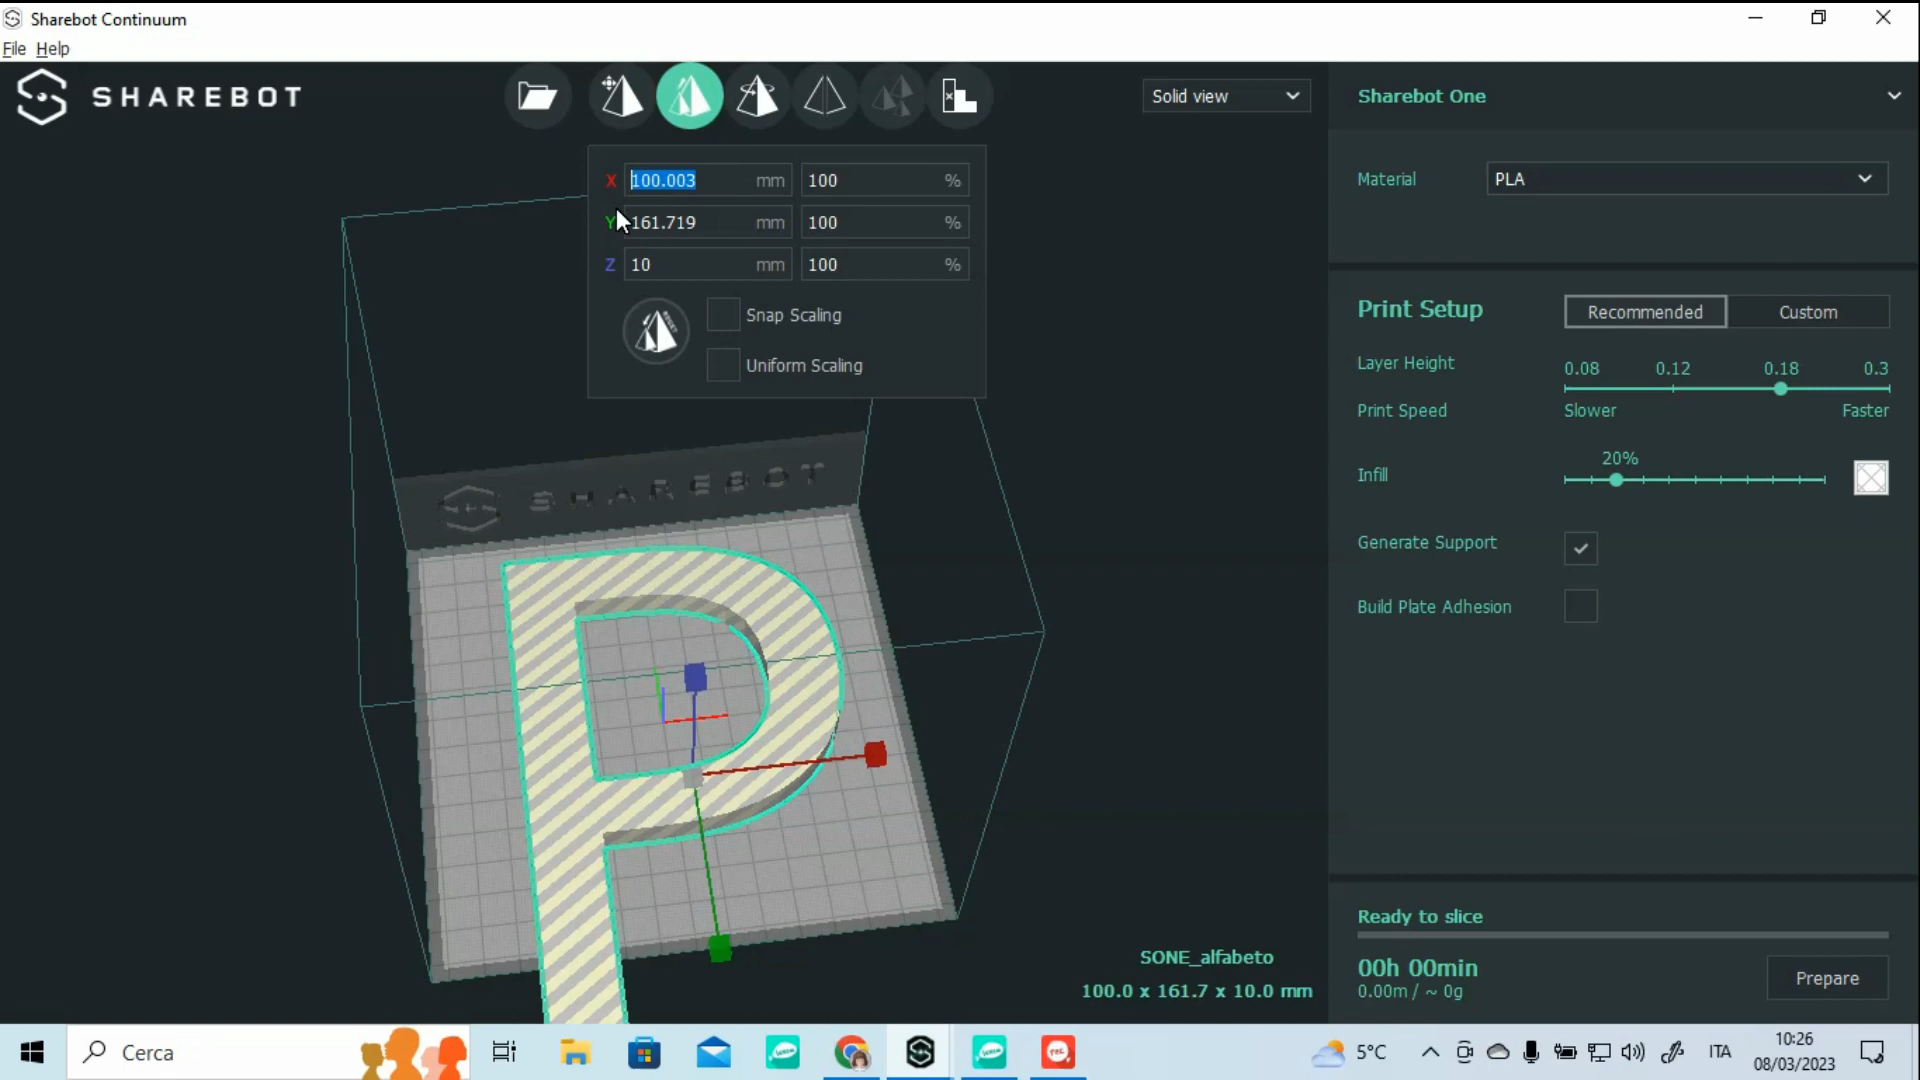 Sharebot Continuum
File Help
SHAREBOT
Solid view
Sharebot One
X 100.003 mm 100 %
Y 161.719 mm 100 %
Z 10 mm 100 %
Snap Scaling
Uniform Scaling
Material PLA
Print Setup Recommended Custom
Layer Height 0.08 0.12 0.18 0.3
Print Speed Slower Faster
20%
Infill
Generate Support
Build Plate Adhesion
SHAREBOT
SONE_alfabeto
100.0 x 161.7 x 10.0 mm
Ready to slice
00h 00min
0.00m / ~ 0g
Prepare
Cerca
rec
5°C
ITA
10:26
08/03/2023